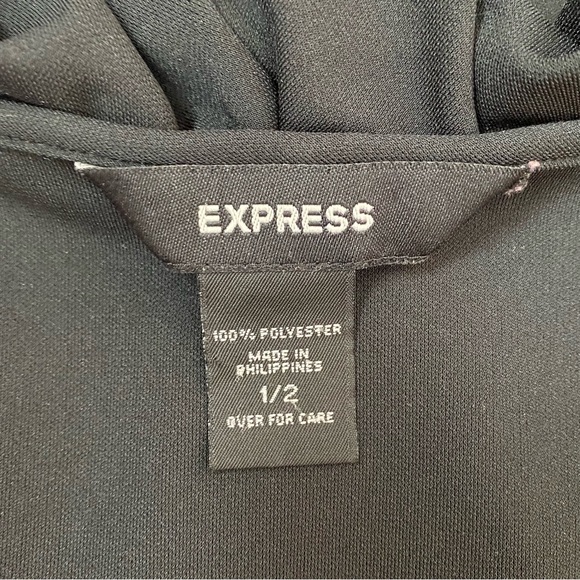 EXPRESS
100% POLYESTER
MADE IN
PHILIPPINES
1/2
OVER FOR CARE